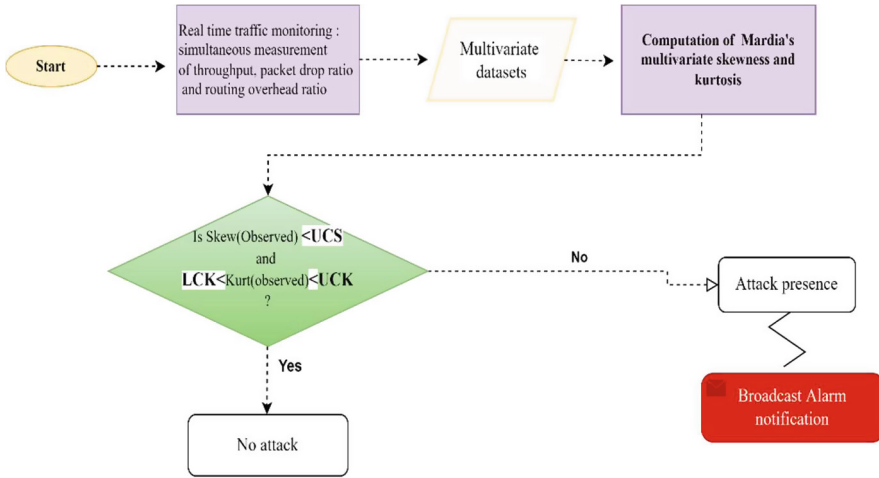 Start
Real time traffic monitoring :
simultaneous measurement
of throughput, packet drop ratio
and routing overhead ratio
Multivariate
datasets
Computation of Mardia's
multivariate skewness and
kurtosis
Is Skew(Observed) <UCS
and
LCK<Kurt(observed)<UCK
?
No
Attack presence
Yes
Broadcast Alarm
notification
No attack